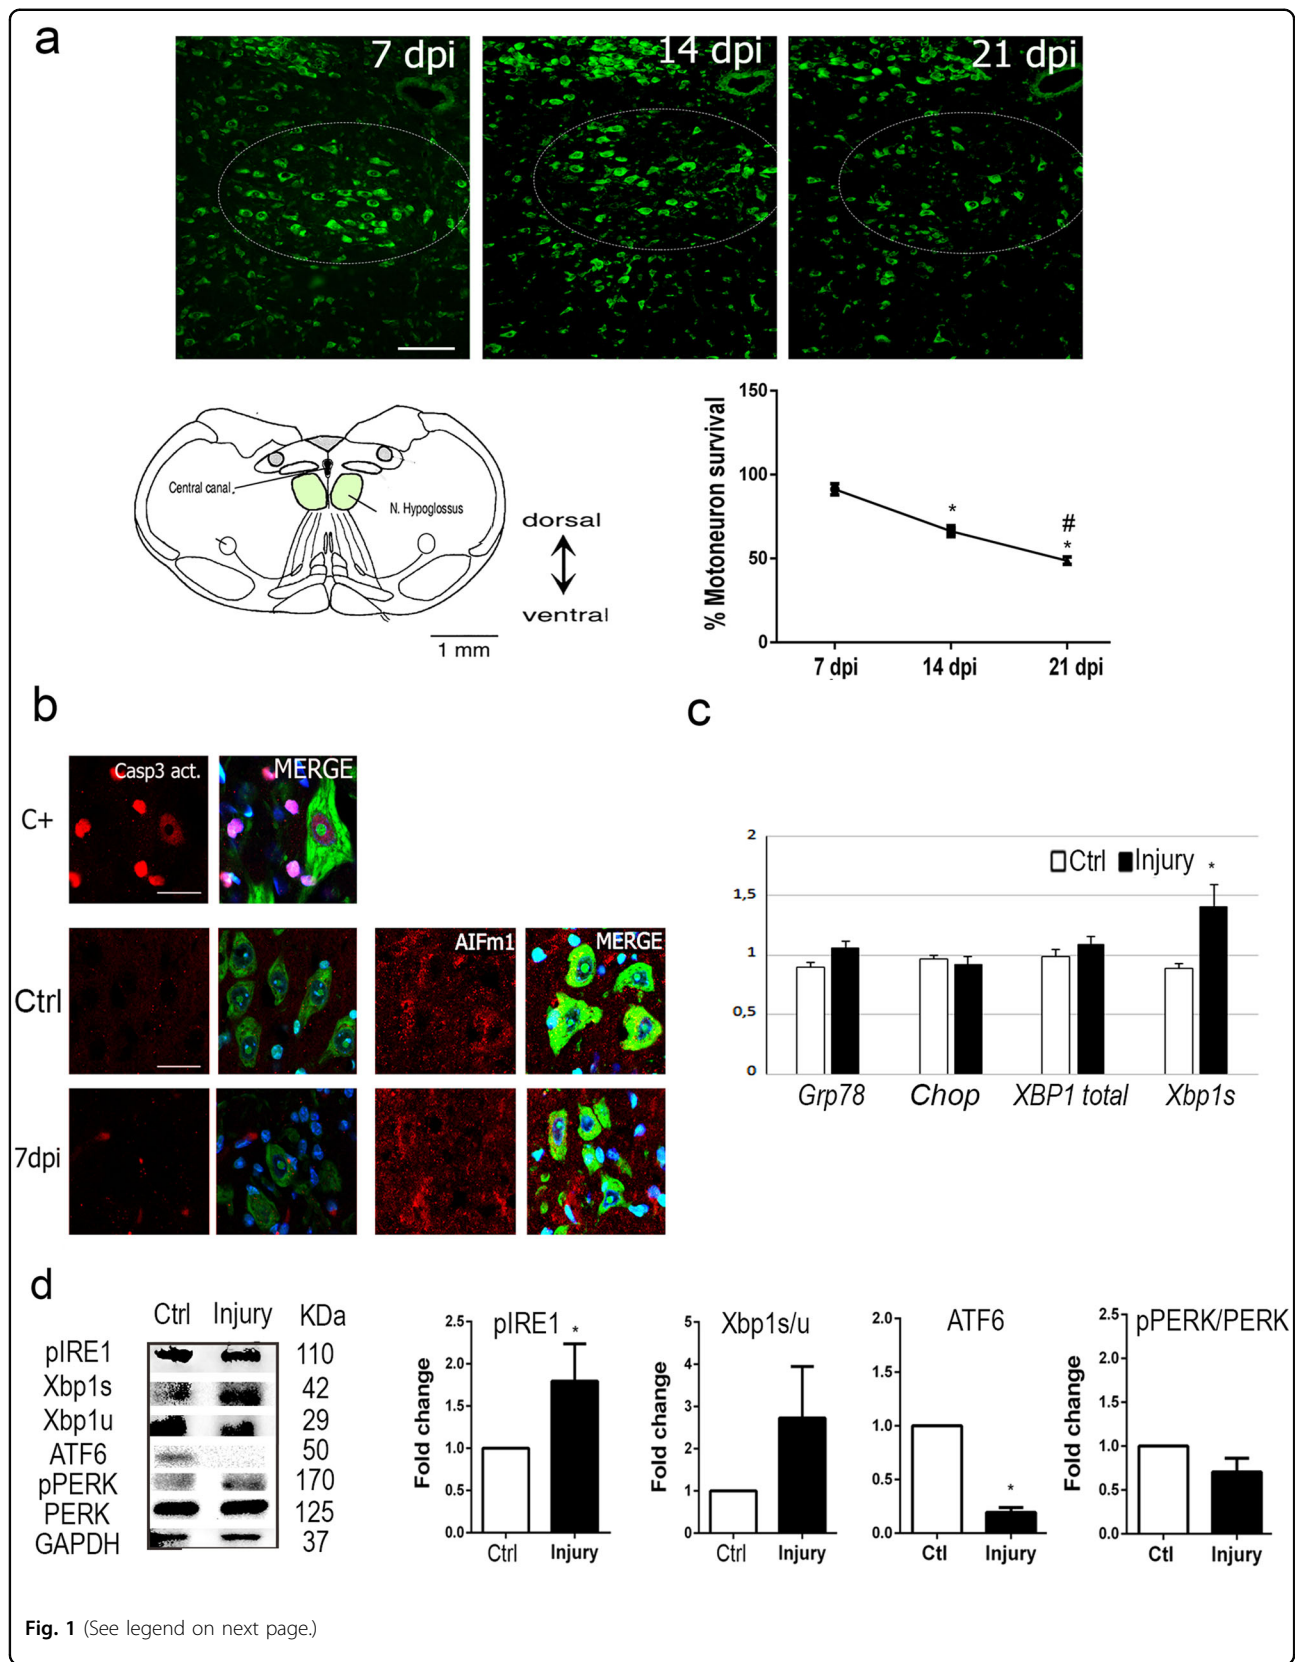 a
7 dpi
14 dpi
21 dpi
Central canal
N. Hypoglossus
dorsal
ventral
1 mm
% Motoneuron survival
150
100
50
0
*
#
*
7 dpi
14 dpi
21 dpi
b
Casp3 act.
MERGE
C+
Ctrl
AIFm1
MERGE
7dpi
c
2
1,5
1
0,5
0
Ctrl
Injury
*
Grp78
Chop
XBP1 total
Xbp1s
d
Ctrl Injury KDa
pIRE1 110
Xbp1s 42
Xbp1u 29
ATF6 50
pPERK 170
PERK 125
GAPDH 37
pIRE1
*
Fold change
2.5
2.0
1.5
1.0
0.5
0.0
Ctrl Injury
Xbp1s/u
Fold change
5
4
3
2
1
0
Ctrl Injury
ATF6
*
Fold change
2.0
1.0
0.5
0.0
Ctl Injury
pPERK/PERK
Fold change
2.5
2.0
1.5
1.0
0.5
0.0
Ctl Injury
Fig. 1 (See legend on next page.)